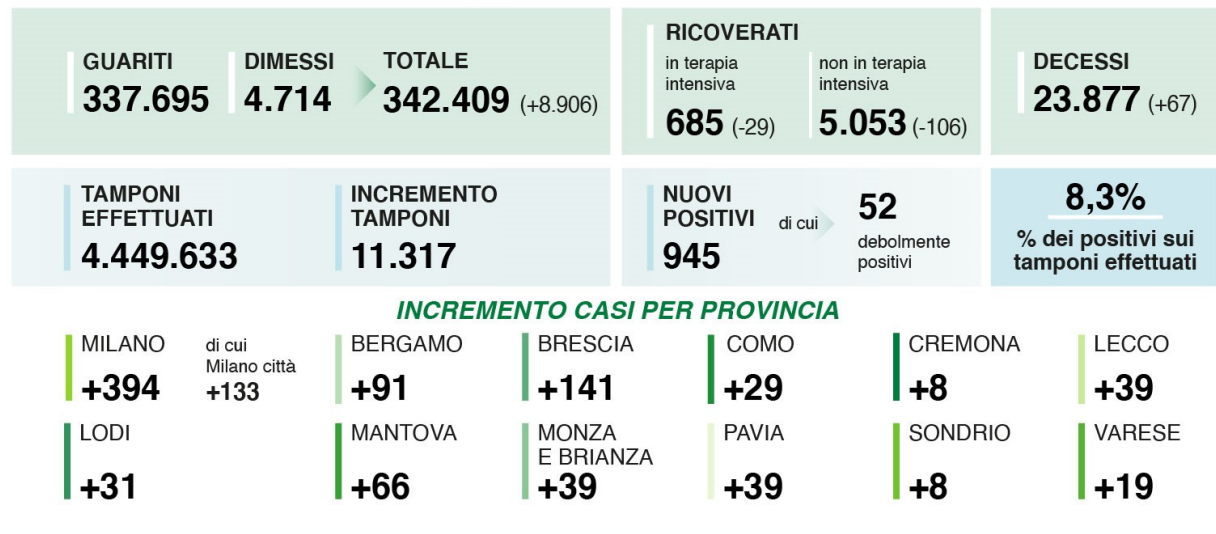 GUARITI
337.695
DIMESSI
4.714
TOTALE
342.409 (+8.906)
RICOVERATI
in terapia
intensiva
685 (-29)
non in terapia
intensiva
5.053 (-106)
DECESSI
23.877 (+67)
TAMPONI
EFFETTUATI
4.449.633
INCREMENTO
TAMPONI
11.317
NUOVI
POSITIVI
945
di cui
52
debolmente
positivi
8,3%
% dei positivi sui
tamponi effettuati
INCREMENTO CASI PER PROVINCIA
MILANO
+394
di cui
Milano città
+133
BERGAMO
+91
BRESCIA
+141
COMO
+29
CREMONA
+8
LECCO
+39
LODI
+31
MANTOVA
+66
MONZA
E BRIANZA
+39
PAVIA
+39
SONDRIO
+8
VARESE
+19